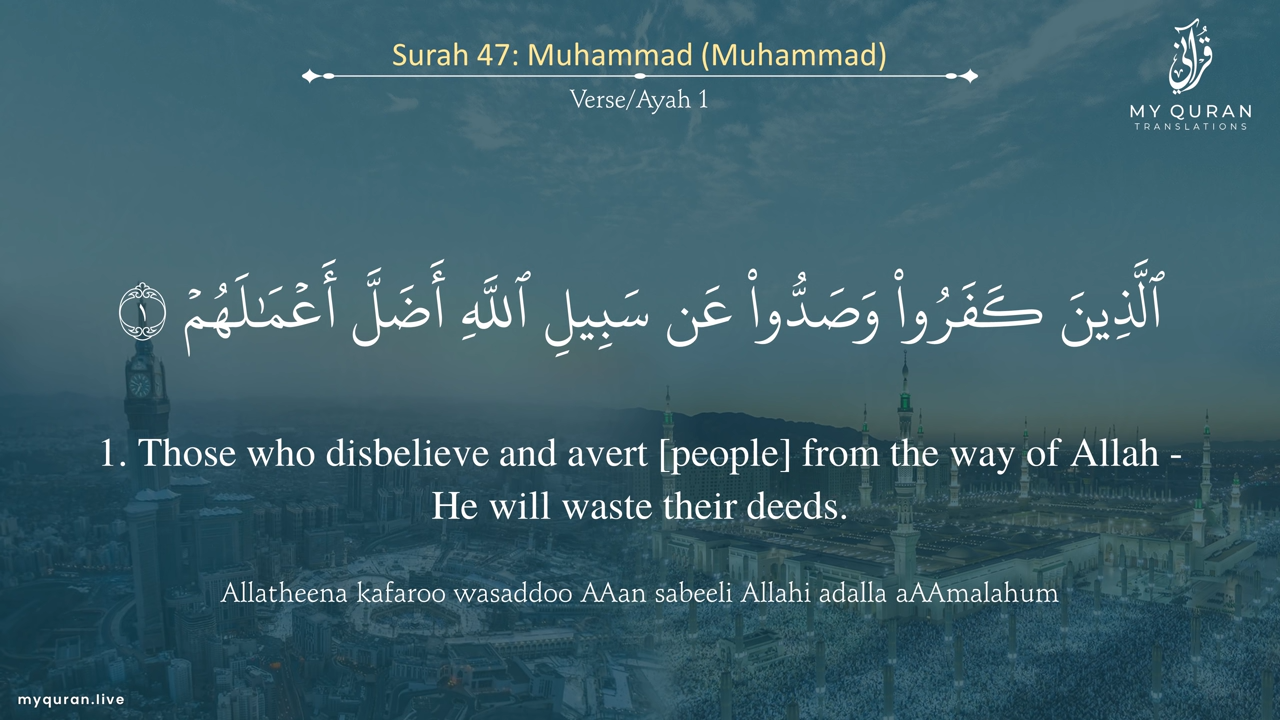 Surah 47: Muhammad (Muhammad)
Verse/Ayah 1
قرآني
MY QURAN
TRANSLATIONS
ٱلَّذِينَ كَفَرُوا۟ وَصَدُّوا۟ عَن سَبِيلِ ٱللَّهِ أَضَلَّ أَعْمَـٰلَهُمْ ١
1. Those who disbelieve and avert [people] from the way of Allah -
He will waste their deeds.
Allatheena kafaroo wasaddoo AAan sabeeli Allahi adalla aAAmalahum
myquran.live